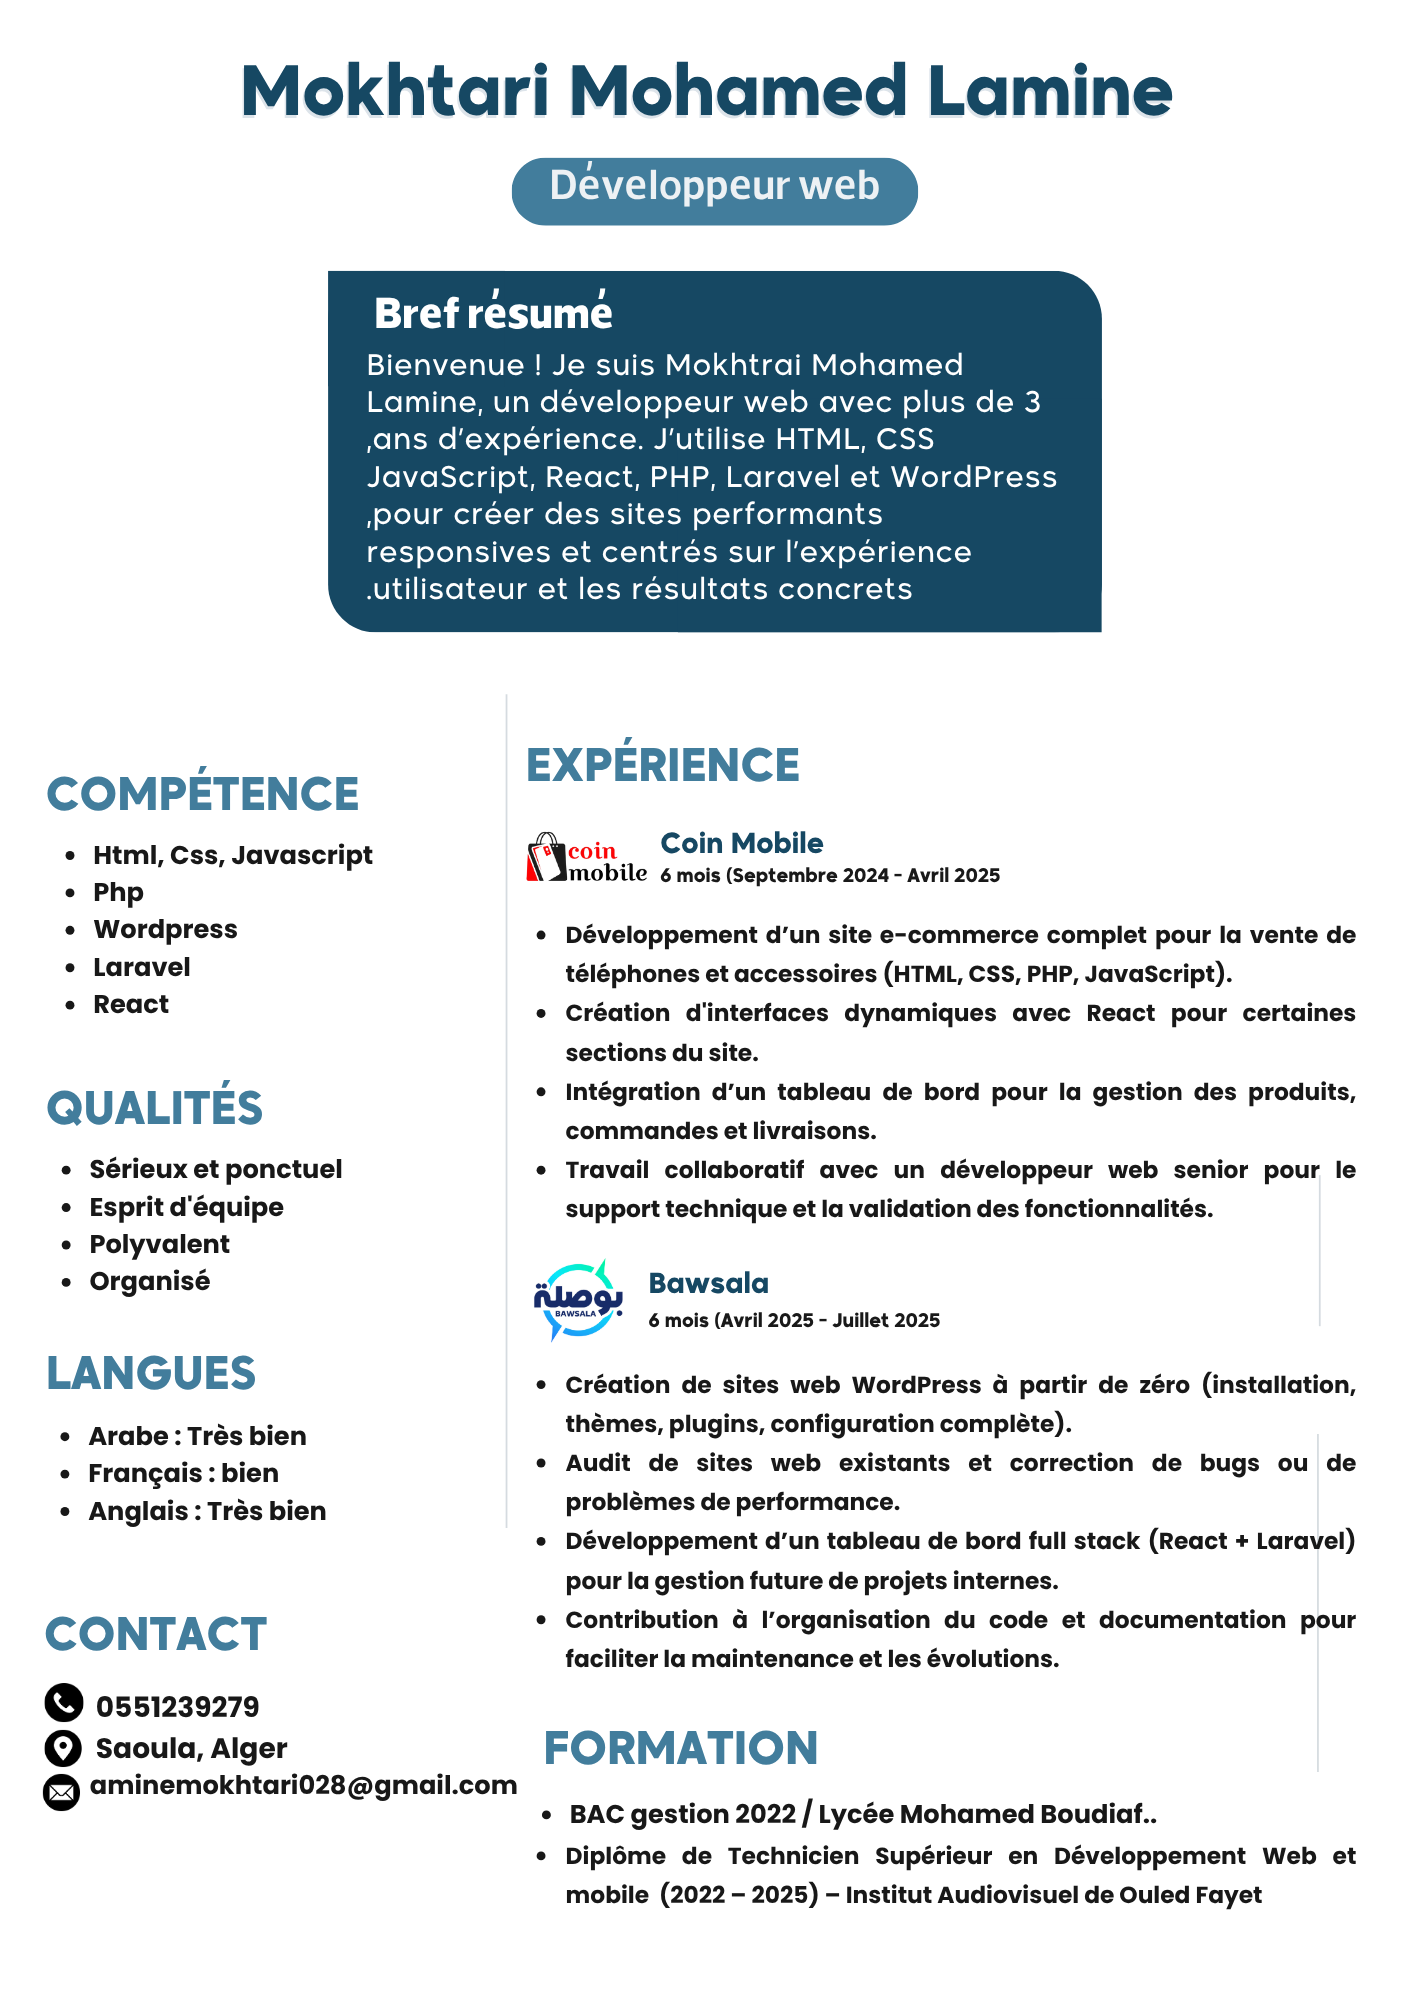 Mokhtari Mohamed Lamine
Développeur web
Bref résumé
Bienvenue ! Je suis Mokhtrai Mohamed
Lamine, un développeur web avec plus de 3
,ans d'expérience. J'utilise HTML, CSS
JavaScript, React, PHP, Laravel et WordPress
,pour créer des sites performants
responsives et centrés sur l'expérience
.utilisateur et les résultats concrets
COMPÉTENCE
• Html, Css, Javascript
• Php
• Wordpress
• Laravel
• React
QUALITÉS
• Sérieux et ponctuel
• Esprit d'équipe
• Polyvalent
• Organisé
LANGUES
• Arabe : Très bien
• Français : bien
• Anglais : Très bien
CONTACT
0551239279
Saoula, Alger
aminemokhtari028@gmail.com
EXPÉRIENCE
coin
mobile
Coin Mobile
6 mois (Septembre 2024 - Avril 2025
• Développement d’un site e-commerce complet pour la vente de
téléphones et accessoires (HTML, CSS, PHP, JavaScript).
• Création d'interfaces dynamiques avec React pour certaines
sections du site.
• Intégration d’un tableau de bord pour la gestion des produits,
commandes et livraisons.
• Travail collaboratif avec un développeur web senior pour le
support technique et la validation des fonctionnalités.
بوصلة
BAWSALA
Bawsala
6 mois (Avril 2025 - Juillet 2025
• Création de sites web WordPress à partir de zéro (installation,
thèmes, plugins, configuration complète).
• Audit de sites web existants et correction de bugs ou de
problèmes de performance.
• Développement d’un tableau de bord full stack (React + Laravel)
pour la gestion future de projets internes.
• Contribution à l’organisation du code et documentation pour
faciliter la maintenance et les évolutions.
FORMATION
• BAC gestion 2022 / Lycée Mohamed Boudiaf..
• Diplôme de Technicien Supérieur en Développement Web et
mobile (2022 – 2025) – Institut Audiovisuel de Ouled Fayet